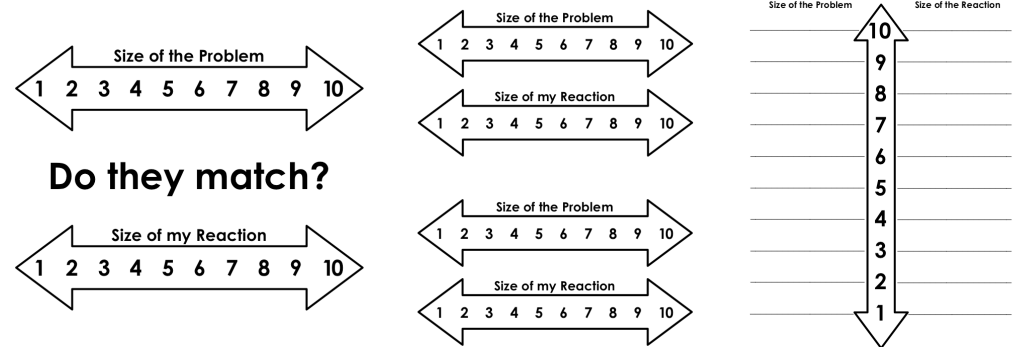 Size of the Problem
1 2 3 4 5 6 7 8 9 10
Do they match?
Size of my Reaction
1 2 3 4 5 6 7 8 9 10
Size of the Problem
1 2 3 4 5 6 7 8 9 10
Size of my Reaction
1 2 3 4 5 6 7 8 9 10
Size of the Problem
1 2 3 4 5 6 7 8 9 10
Size of my Reaction
1 2 3 4 5 6 7 8 9 10
Size of the Problem Size of the Reaction
10
9
8
7
6
5
4
3
2
1